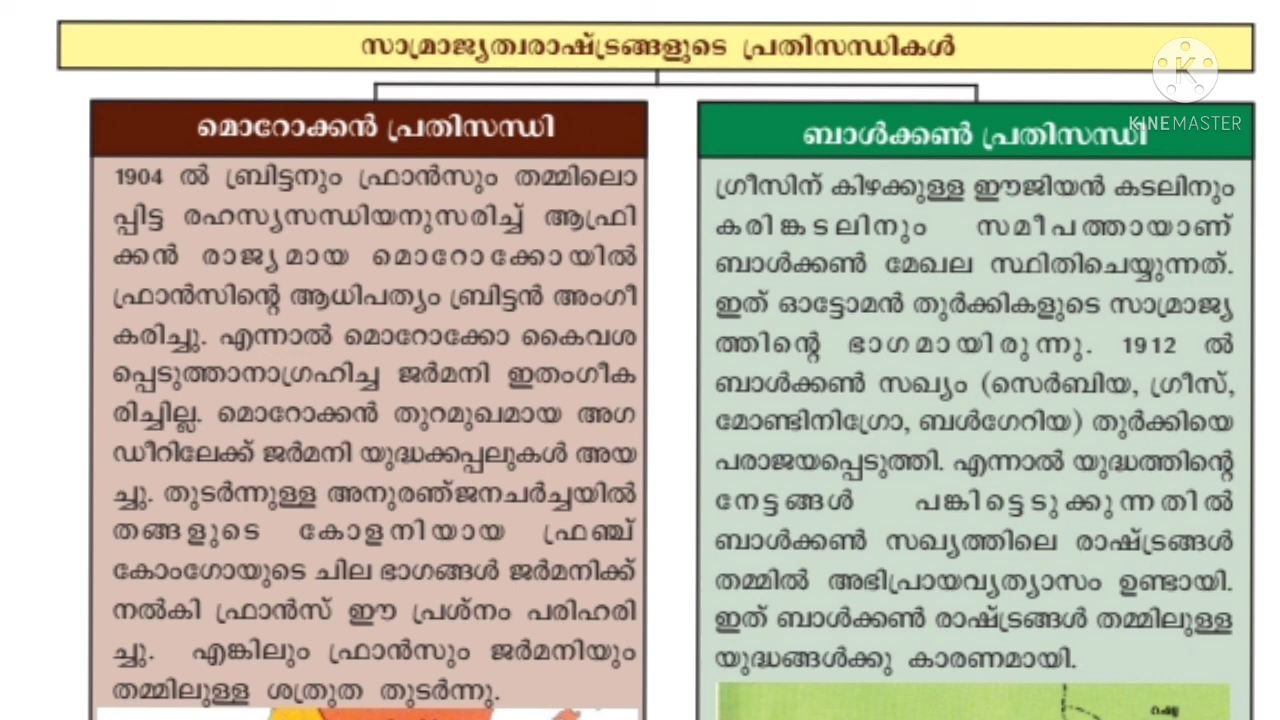 സാമ്രാജ്യത്വരാഷ്ട്രങ്ങളുടെ പ്രതിസന്ധികൾ
KINEMASTER
മൊറോക്കൻ പ്രതിസന്ധി
1904 ൽ ബ്രിട്ടനും ഫ്രാൻസും തമ്മിലൊ
പ്പിട്ട രഹസ്യസന്ധിയനുസരിച്ച് ആഫ്രി
ക്കൻ രാജ്യമായ മൊറോക്കോയിൽ
ഫ്രാൻസിന്റെ ആധിപത്യം ബ്രിട്ടൻ അംഗീ
കരിച്ചു. എന്നാൽ മൊറോക്കോ കൈവശ
പ്പെടുത്താനാഗ്രഹിച്ച ജർമനി ഇതംഗീക
രിച്ചില്ല. മൊറോക്കൻ തുറമുഖമായ അഗ
ഡീറിലേക്ക് ജർമനി യുദ്ധക്കപ്പലുകൾ അയ
ച്ചു. തുടർന്നുള്ള അനുരഞ്ജനചർച്ചയിൽ
തങ്ങളുടെ കോളനിയായ ഫ്രഞ്ച്
കോംഗോയുടെ ചില ഭാഗങ്ങൾ ജർമനിക്ക്
നൽകി ഫ്രാൻസ് ഈ പ്രശ്നം പരിഹരി
ച്ചു. എങ്കിലും ഫ്രാൻസും ജർമനിയും
തമ്മിലുള്ള ശത്രുത തുടർന്നു.
ബാൾക്കൺ പ്രതിസന്ധി
ഗ്രീസിന് കിഴക്കുള്ള ഈജിയൻ കടലിനും
കരിങ്കടലിനും സമീപത്തായാണ്
ബാൾക്കൺ മേഖല സ്ഥിതിചെയ്യുന്നത്.
ഇത് ഓട്ടോമൻ തുർക്കികളുടെ സാമ്രാജ്യ
ത്തിന്റെ ഭാഗമായിരുന്നു. 1912 ൽ
ബാൾക്കൺ സഖ്യം (സെർബിയ, ഗ്രീസ്,
മോണ്ടിനിഗ്രോ, ബൾഗേറിയ) തുർക്കിയെ
പരാജയപ്പെടുത്തി. എന്നാൽ യുദ്ധത്തിന്റെ
നേട്ടങ്ങൾ പങ്കിട്ടെടുക്കുന്നതിൽ
ബാൾക്കൺ സഖ്യത്തിലെ രാഷ്ട്രങ്ങൾ
തമ്മിൽ അഭിപ്രായവ്യത്യാസം ഉണ്ടായി.
ഇത് ബാൾക്കൺ രാഷ്ട്രങ്ങൾ തമ്മിലുള്ള
യുദ്ധങ്ങൾക്കു കാരണമായി.
റഷ്യ